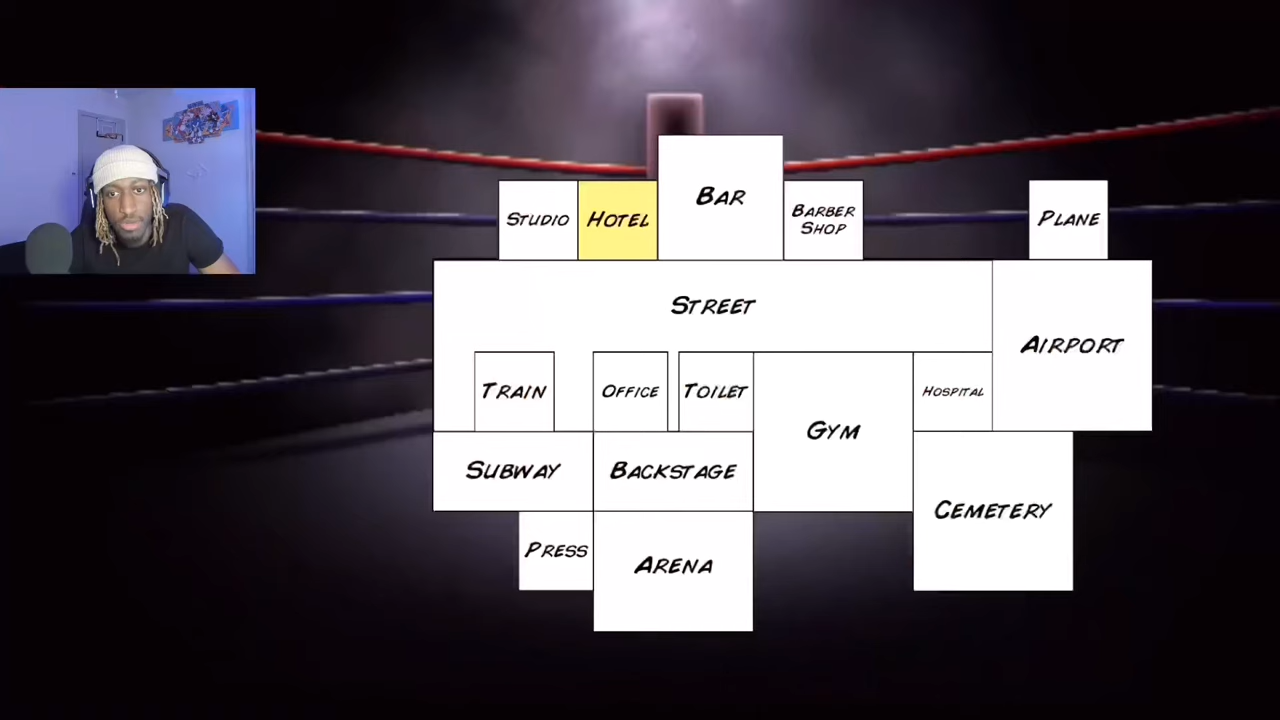 STUDIO
HOTEL
BAR
BARBER
SHOP
PLANE
STREET
AIRPORT
TRAIN
OFFICE
TOILET
GYM
HOSPITAL
SUBWAY
BACKSTAGE
CEMETERY
PRESS
ARENA